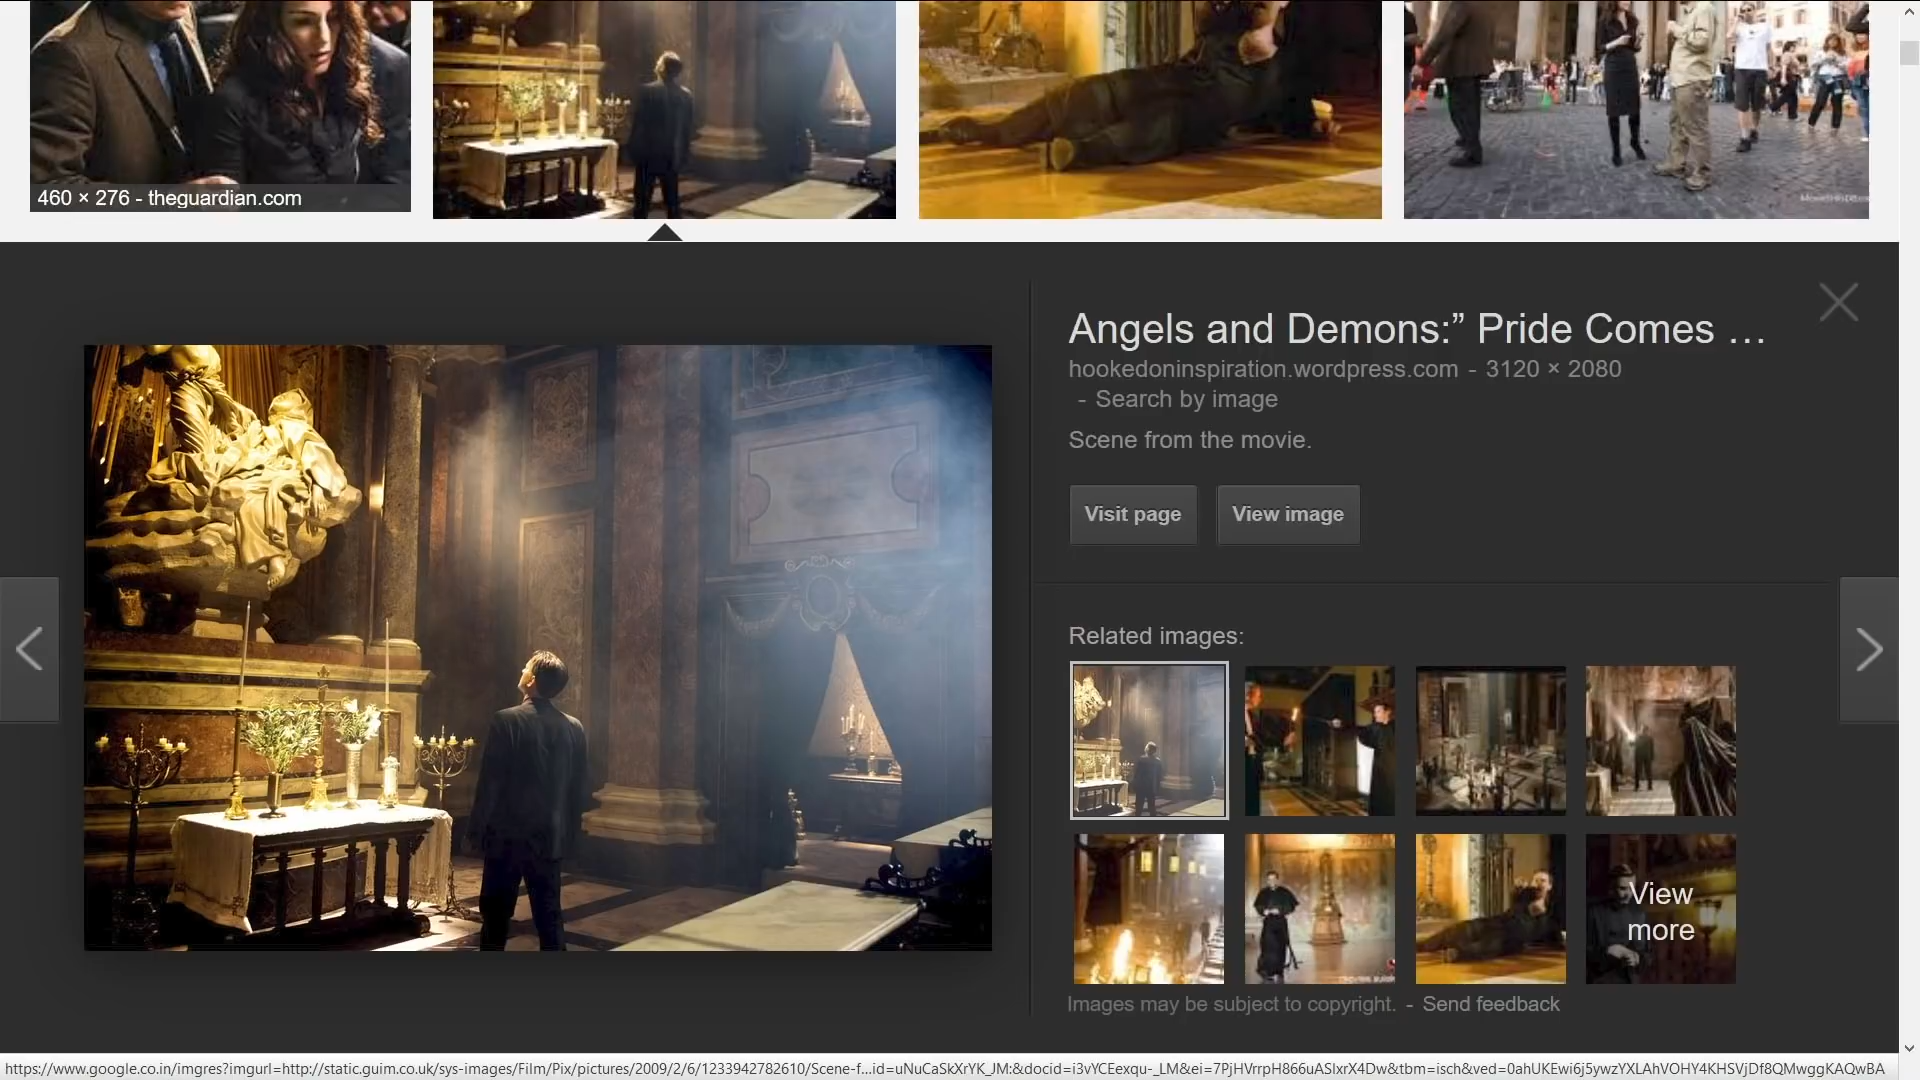 460 × 276 - theguardian.com
Angels and Demons:” Pride Comes …
hookedoninspiration.wordpress.com - 3120 × 2080
- Search by image
Scene from the movie.
Visit page
View image
Related images:
View
more
Images may be subject to copyright. - Send feedback
https://www.google.co.in/imgres?imgurl=http://static.guim.co.uk/sys-images/Film/Pix/pictures/2009/2/6/1233942782610/Scene-f...id=uNuCaSkXrYK_JM:&docid=i3vYCEexqu-_LM&ei=7PjHVrrpH866uASIxrX4Dw&tbm=isch&ved=0ahUKEwi6j5ywzYXLAhVOHY4KHSVjDf8QMwggKAQwBA